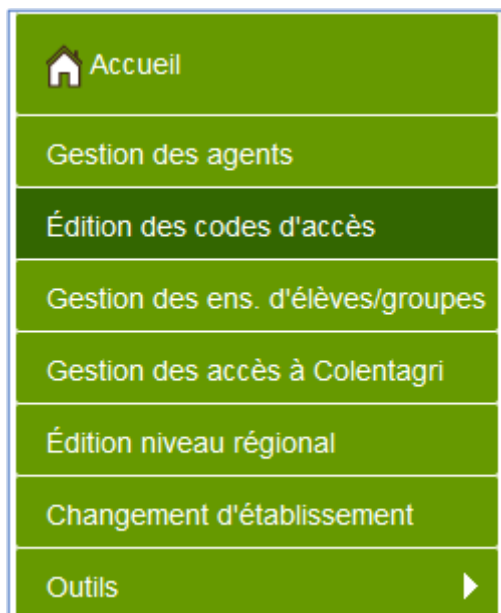 Accueil
Gestion des agents
Édition des codes d'accès
Gestion des ens. d'élèves/groupes
Gestion des accès à Colentagri
Édition niveau régional
Changement d'établissement
Outils